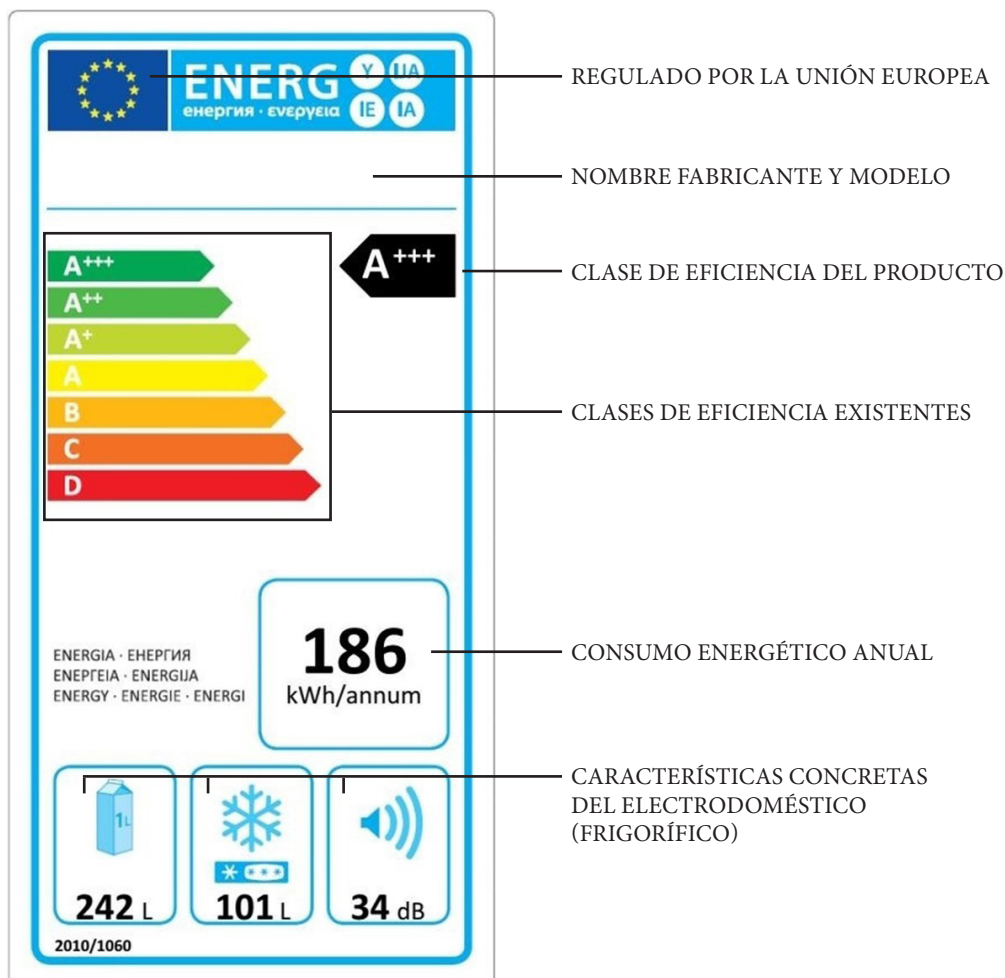 ENERG Y UA
енергия · ενεργεια IE IA
REGULADO POR LA UNIÓN EUROPEA
NOMBRE FABRICANTE Y MODELO
A+++
CLASE DE EFICIENCIA DEL PRODUCTO
A+++
A++
A+
A
B
C
D
CLASES DE EFICIENCIA EXISTENTES
ENERGIA · ЕНЕРГИЯ
ΕΝΕΡΓΕΙΑ · ENERGIJA
ENERGY · ENERGIE · ENERGI
186
kWh/annum
CONSUMO ENERGÉTICO ANUAL
CARACTERÍSTICAS CONCRETAS
DEL ELECTRODOMÉSTICO
(FRIGORÍFICO)
1L
242 L
101 L
34 dB
2010/1060